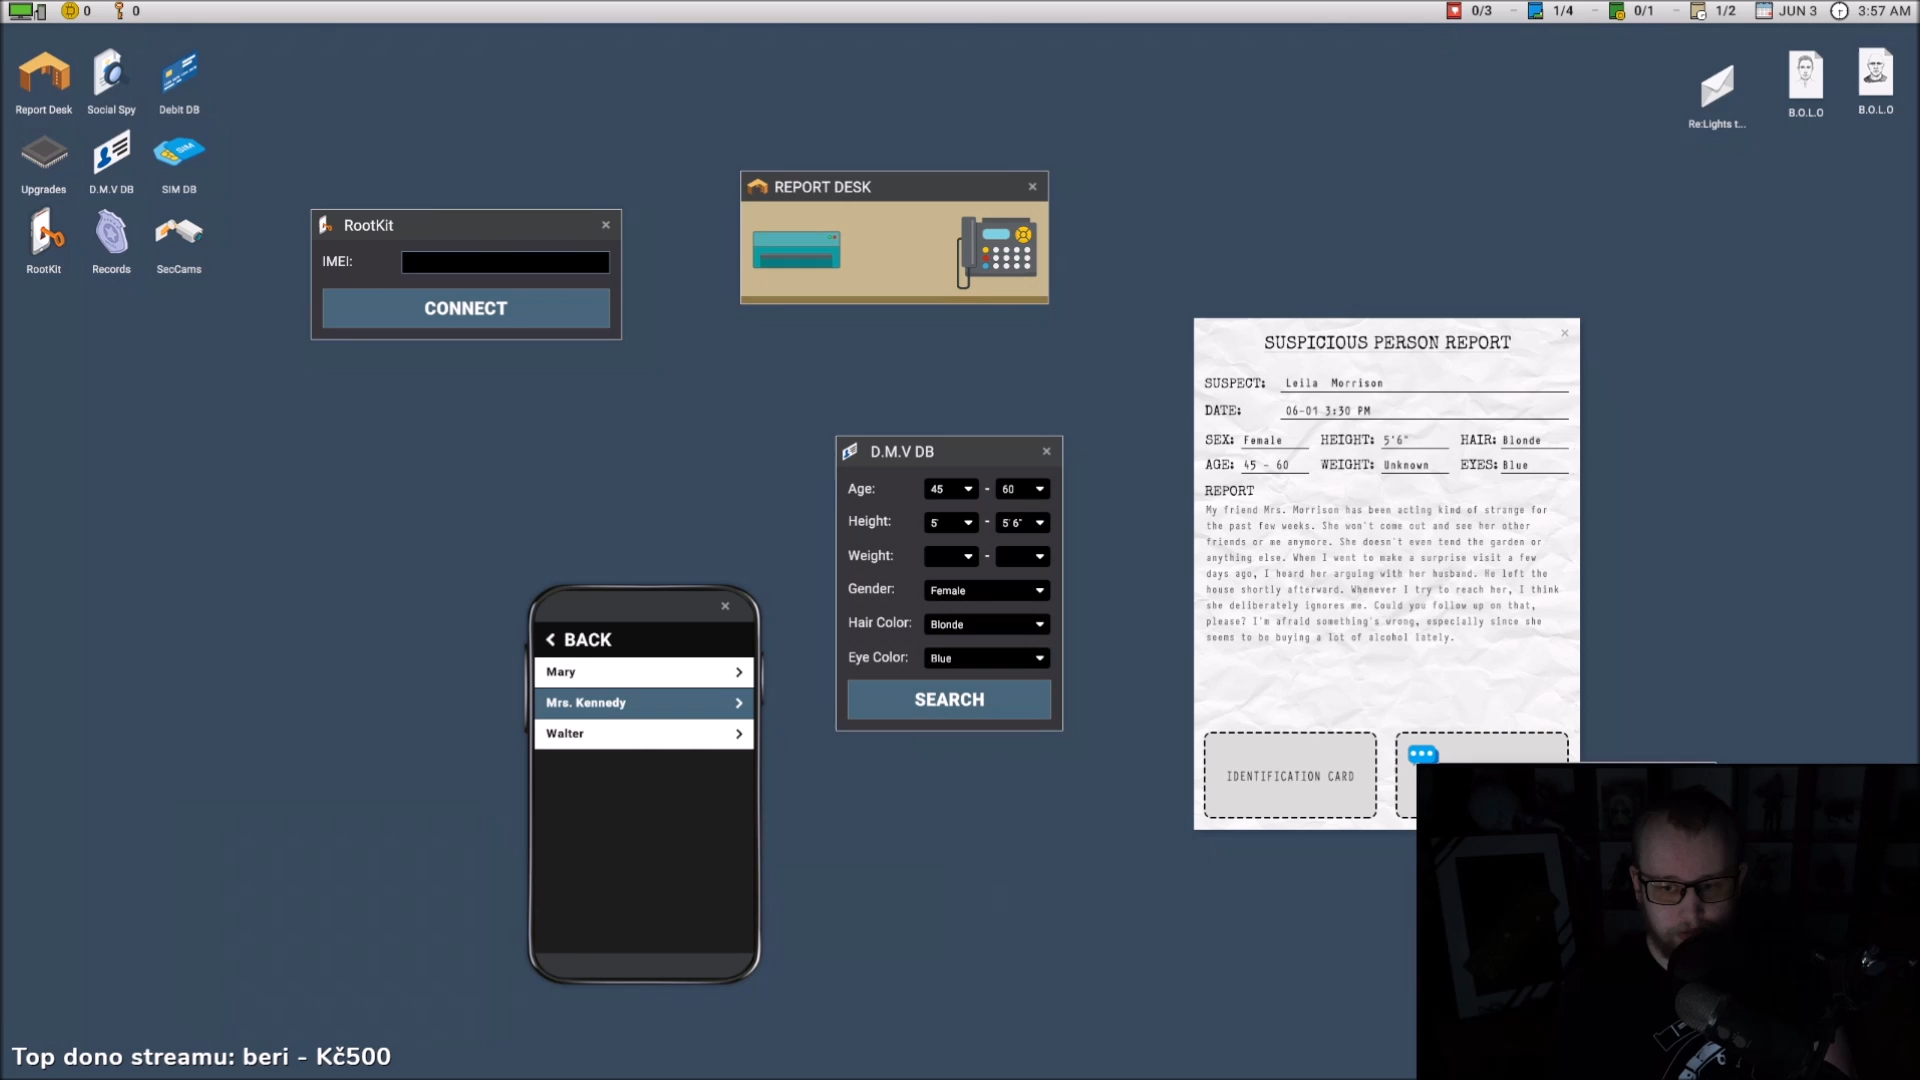 0
0
0/3
1/4
0/1
1/2
JUN 3
3:57 AM
Report Desk
Social Spy
Debit DB
Upgrades
D.M.V DB
SIM DB
RootKit
Records
SecCams
Re:Lights t...
B.O.L.O
B.O.L.O
RootKit
IMEI:
CONNECT
REPORT DESK
D.M.V DB
Age: 45 - 60
Height: 5' - 5' 6"
Weight: -
Gender: Female
Hair Color: Blonde
Eye Color: Blue
SEARCH
BACK
Mary
Mrs. Kennedy
Walter
SUSPICIOUS PERSON REPORT
SUSPECT: Leila Morrison
DATE: 06-01 3:30 PM
SEX: Female HEIGHT: 5'6" HAIR: Blonde
AGE: 45 - 60 WEIGHT: Unknown EYES: Blue
REPORT
My friend Mrs. Morrison has been acting kind of strange for
the past few weeks. She won't come out and see her other
friends or me anymore. She doesn't even tend the garden or
anything else. When I went to make a surprise visit a few
days ago, I heard her arguing with her husband. He left the
house shortly afterward. Whenever I try to reach her, I think
she deliberately ignores me. Could you follow up on that,
please? I'm afraid something's wrong, especially since she
seems to be buying a lot of alcohol lately.
IDENTIFICATION CARD
Top dono streamu: beri - Kč500